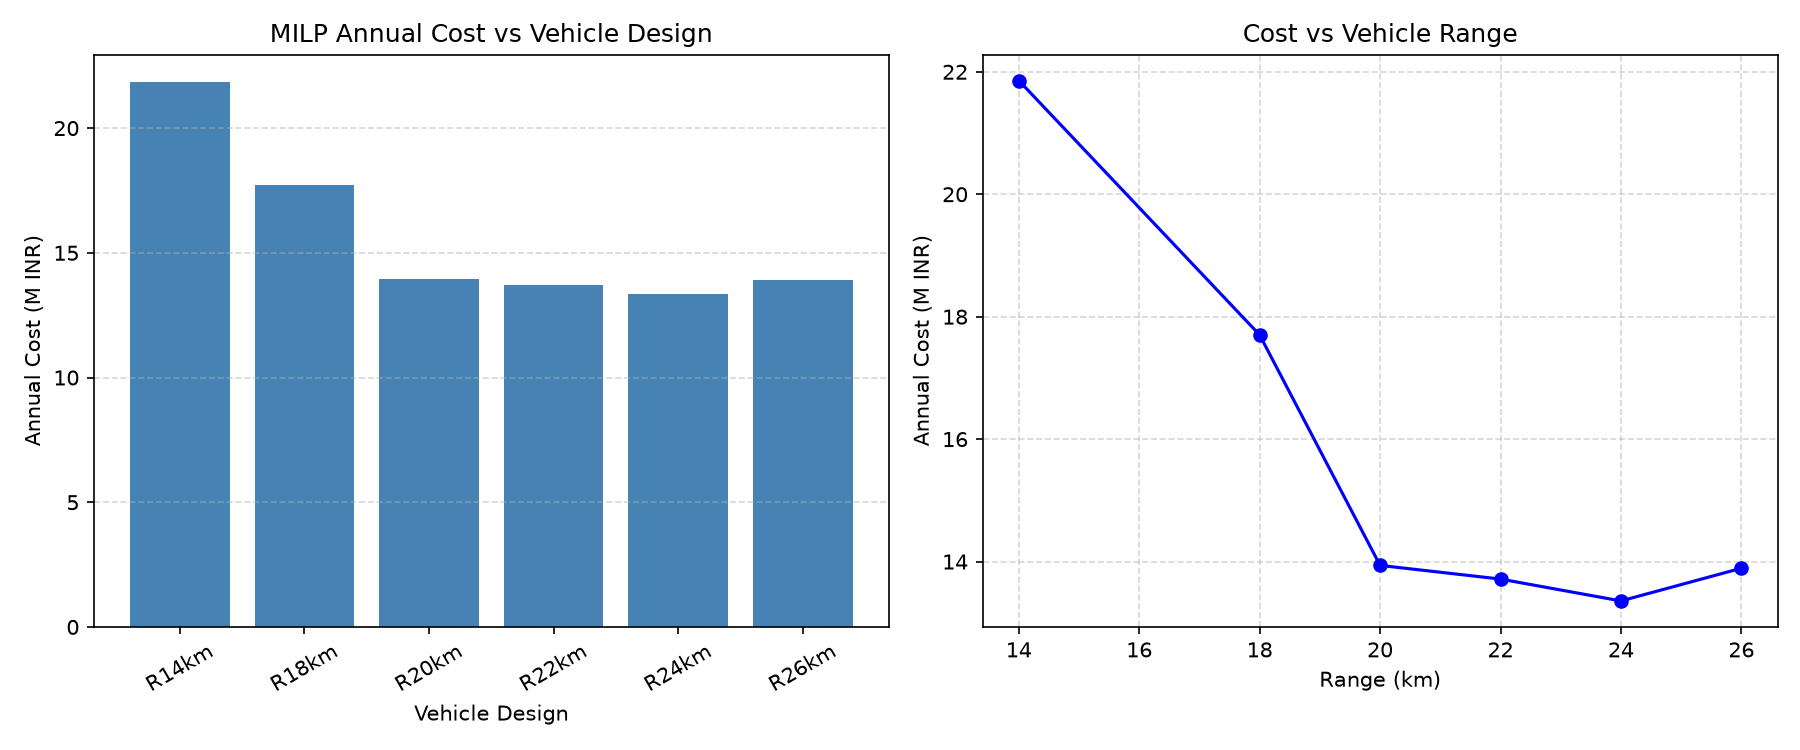 MILP Annual Cost vs Vehicle Design
Annual Cost (M INR)
20
15
10
5
0
R14km
R18km
R20km
R22km
R24km
R26km
Vehicle Design
Cost vs Vehicle Range
Annual Cost (M INR)
22
20
18
16
14
14
16
18
20
22
24
26
Range (km)